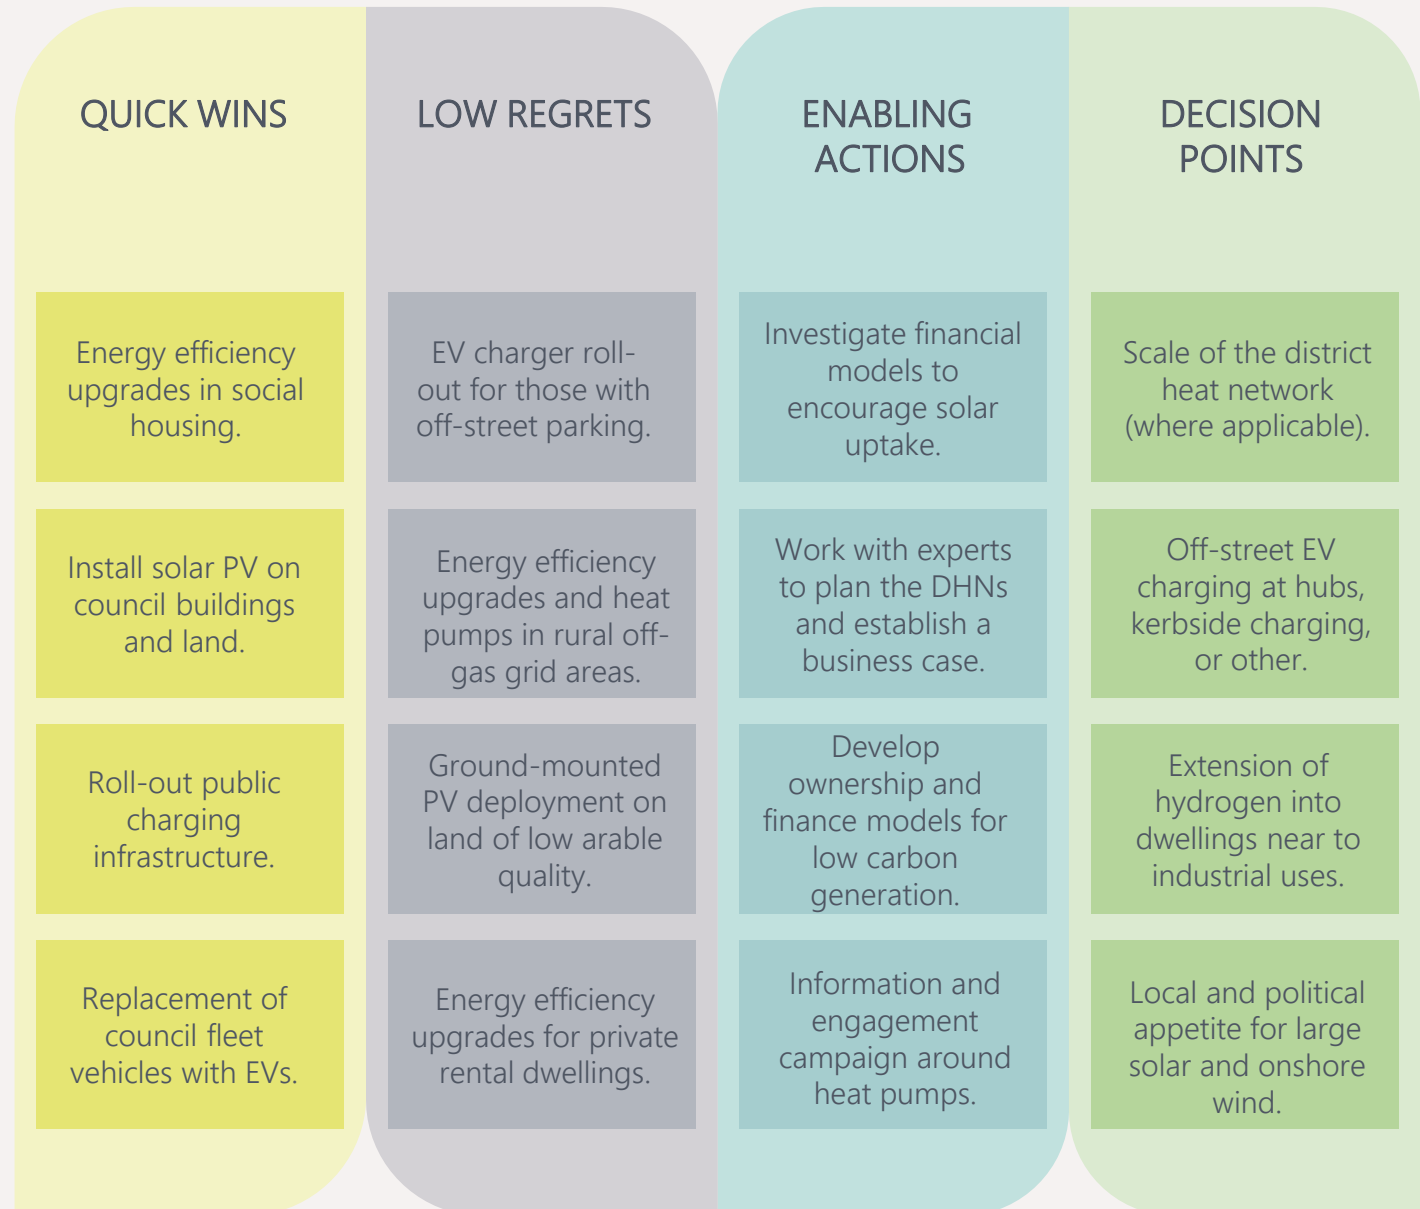 QUICK WINS
Energy efficiency
upgrades in social
housing.
Install solar PV on
council buildings
and land.
Roll-out public
charging
infrastructure.
Replacement of
council fleet
vehicles with EVs.
LOW REGRETS
EV charger roll-
out for those with
off-street parking.
Energy efficiency
upgrades and heat
pumps in rural off-
gas grid areas.
Ground-mounted
PV deployment on
land of low arable
quality.
Energy efficiency
upgrades for private
rental dwellings.
ENABLING
ACTIONS
Investigate financial
models to
encourage solar
uptake.
Work with experts
to plan the DHNs
and establish a
business case.
Develop
ownership and
finance models for
low carbon
generation.
Information and
engagement
campaign around
heat pumps.
DECISION
POINTS
Scale of the district
heat network
(where applicable).
Off-street EV
charging at hubs,
kerbside charging,
or other.
Extension of
hydrogen into
dwellings near to
industrial uses.
Local and political
appetite for large
solar and onshore
wind.